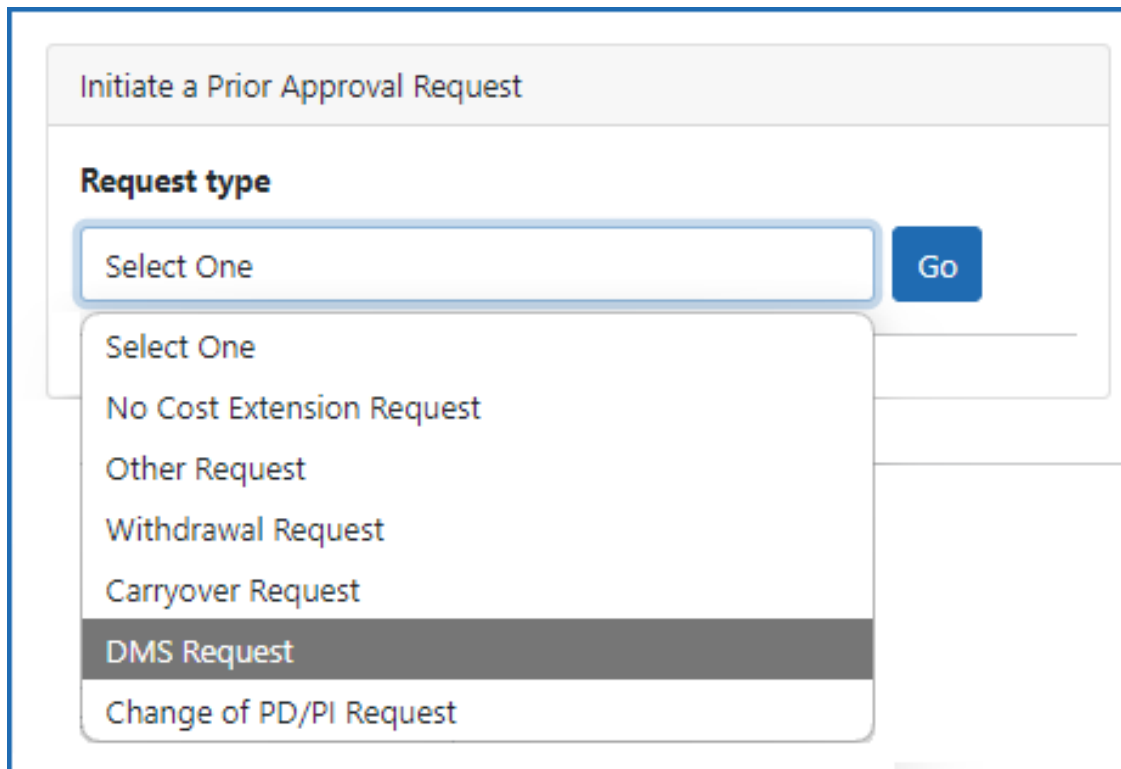 Initiate a Prior Approval Request
Request type
Select One
Go
Select One
No Cost Extension Request
Other Request
Withdrawal Request
Carryover Request
DMS Request
Change of PD/PI Request